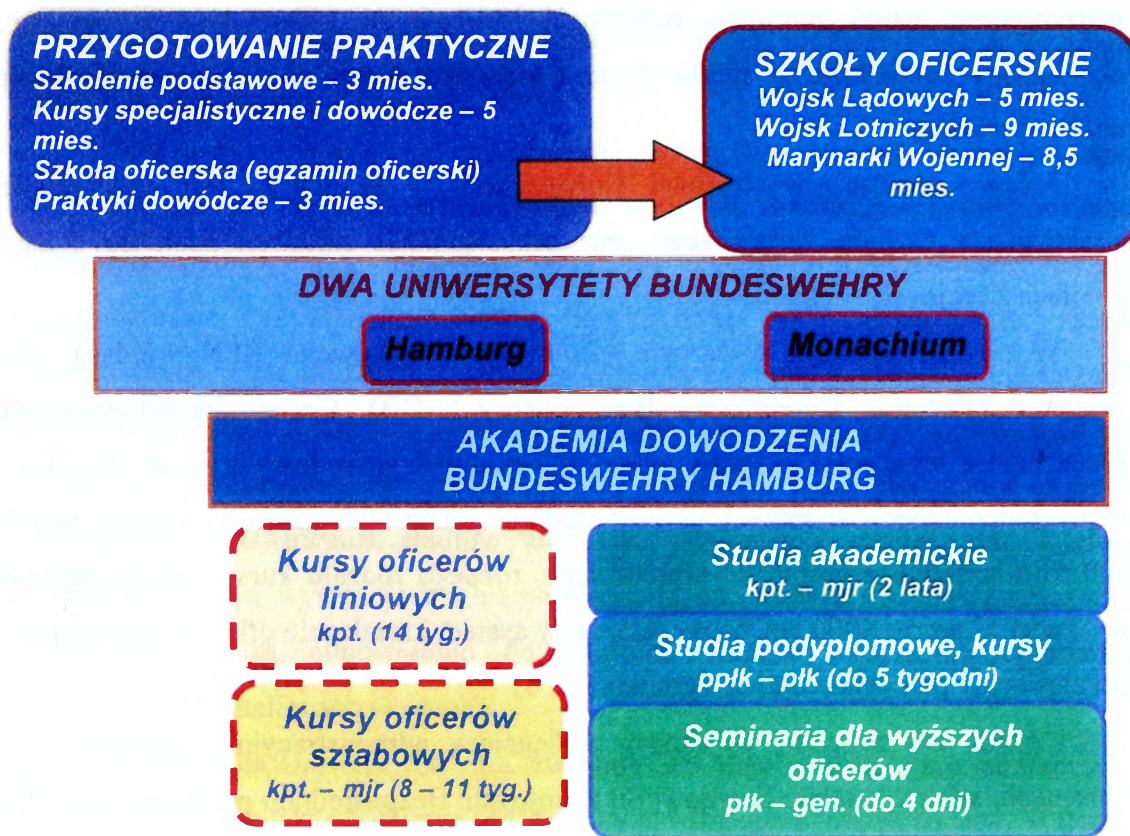 PRZYGOTOWANIE PRAKTYCZNE
Szkolenie podstawowe – 3 mies.
Kursy specjalistyczne i dowódcze – 5
mies.
Szkoła oficerska (egzamin oficerski)
Praktyki dowódcze – 3 mies.
SZKOŁY OFICERSKIE
Wojsk Lądowych – 5 mies.
Wojsk Lotniczych – 9 mies.
Marynarki Wojennej – 8,5
mies.
DWA UNIWERSYTETY BUNDESWEHRY
Hamburg
Monachium
AKADEMIA DOWODZENIA
BUNDESWEHRY HAMBURG
Kursy oficerów
liniowych
kpt. (14 tyg.)
Kursy oficerów
sztabowych
kpt. – mjr (8 – 11 tyg.)
Studia akademickie
kpt. – mjr (2 lata)
Studia podyplomowe, kursy
ppłk – płk (do 5 tygodni)
Seminaria dla wyższych
oficerów
płk – gen. (do 4 dni)